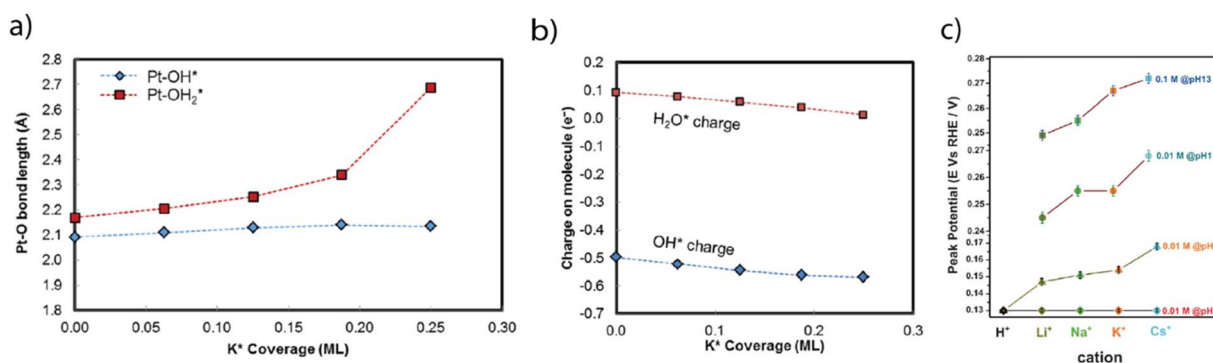 a)
2.8
2.7
2.6
2.5
2.4
2.3
2.2
2.1
2.0
1.9
1.8
Pt-O bond length (Å)
Pt-OH*
Pt-OH₂*
0.00 0.05 0.10 0.15 0.20 0.25 0.30
K* Coverage (ML)
b)
0.2
0.1
0.0
-0.1
-0.2
-0.3
-0.4
-0.5
-0.6
Charge on molecule (e⁻)
H₂O* charge
OH* charge
0.0 0.1 0.2 0.3
K* Coverage (ML)
c)
0.28
0.27
0.26
0.25
0.27
0.26
0.25
0.24
0.17
0.16
0.15
0.14
0.13
Peak Potential (E Vs RHE / V)
0.1 M @pH13
0.01 M @pH1
0.01 M @pH
0.01 M @pH
H⁺ Li⁺ Na⁺ K⁺ Cs⁺
cation